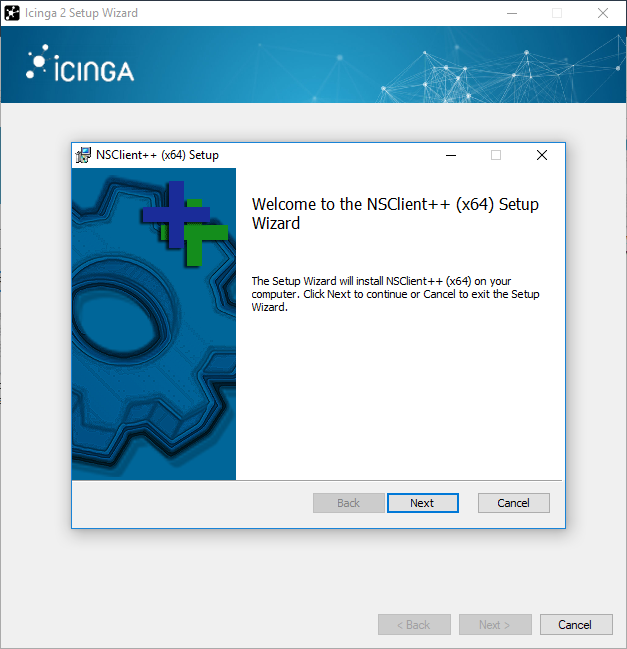 Icinga 2 Setup Wizard
iCINGA
NSClient++ (x64) Setup
Welcome to the NSClient++ (x64) Setup
Wizard
The Setup Wizard will install NSClient++ (x64) on your
computer. Click Next to continue or Cancel to exit the Setup
Wizard.
Back
Next
Cancel
< Back
Next >
Cancel